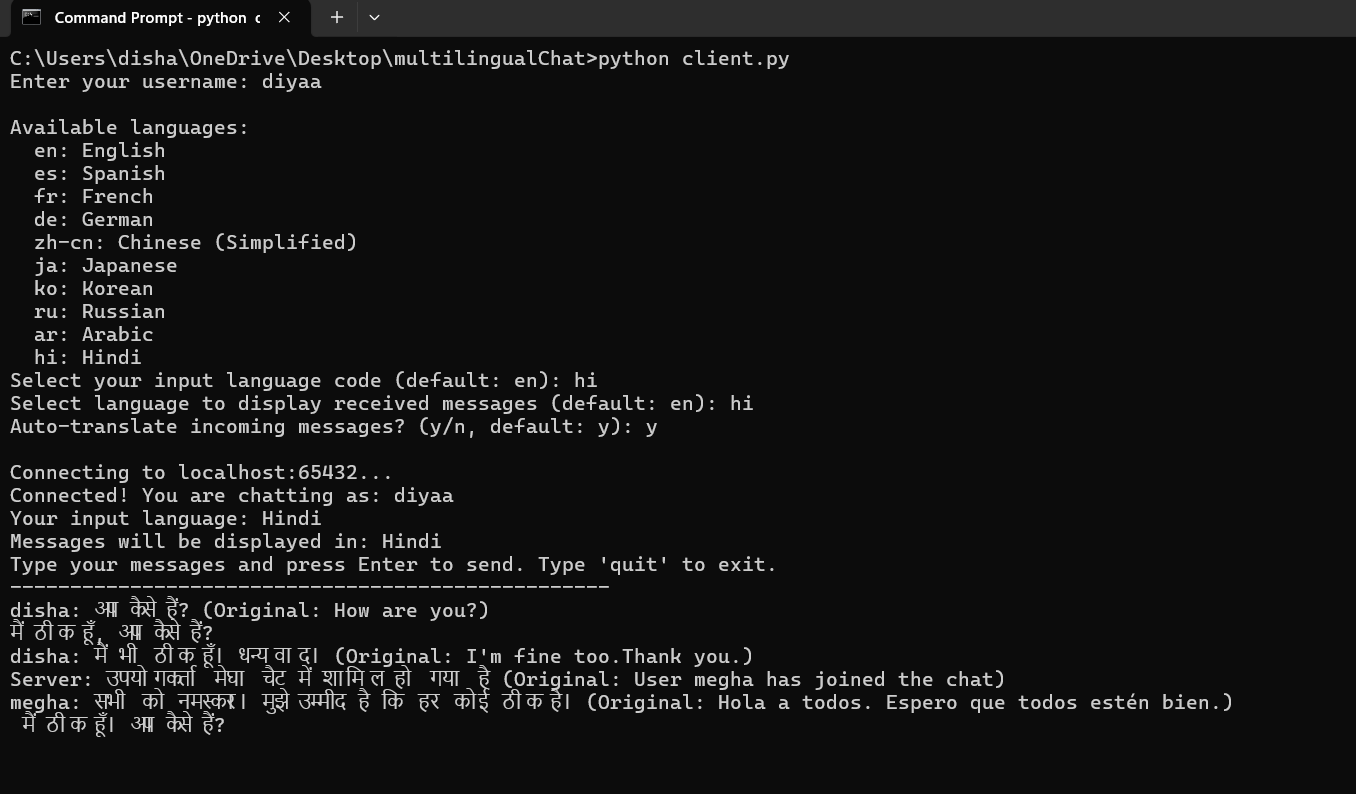 Command Prompt - python c
C:\Users\disha\OneDrive\Desktop\multilingualChat>python client.py
Enter your username: diyaa
Available languages:
en: English
es: Spanish
fr: French
de: German
zh-cn: Chinese (Simplified)
ja: Japanese
ko: Korean
ru: Russian
ar: Arabic
hi: Hindi
Select your input language code (default: en): hi
Select language to display received messages (default: en): hi
Auto-translate incoming messages? (y/n, default: y): y
Connecting to localhost:65432...
Connected! You are chatting as: diyaa
Your input language: Hindi
Messages will be displayed in: Hindi
Type your messages and press Enter to send. Type 'quit' to exit.
--------------------------------------------------
disha: आप कैसे हैं? (Original: How are you?)
मैं ठीक हूँ, आप कैसे हैं?
disha: मैं भी ठीक हूँ। धन्यवाद। (Original: I'm fine too.Thank you.)
Server: उपयोगकर्ता मेघा चैट में शामिल हो गया है (Original: User megha has joined the chat)
megha: सभी को नमस्कार। मुझे उम्मीद है कि हर कोई ठीक है। (Original: Hola a todos. Espero que todos estén bien.)
मैं ठीक हूँ। आप कैसे हैं?